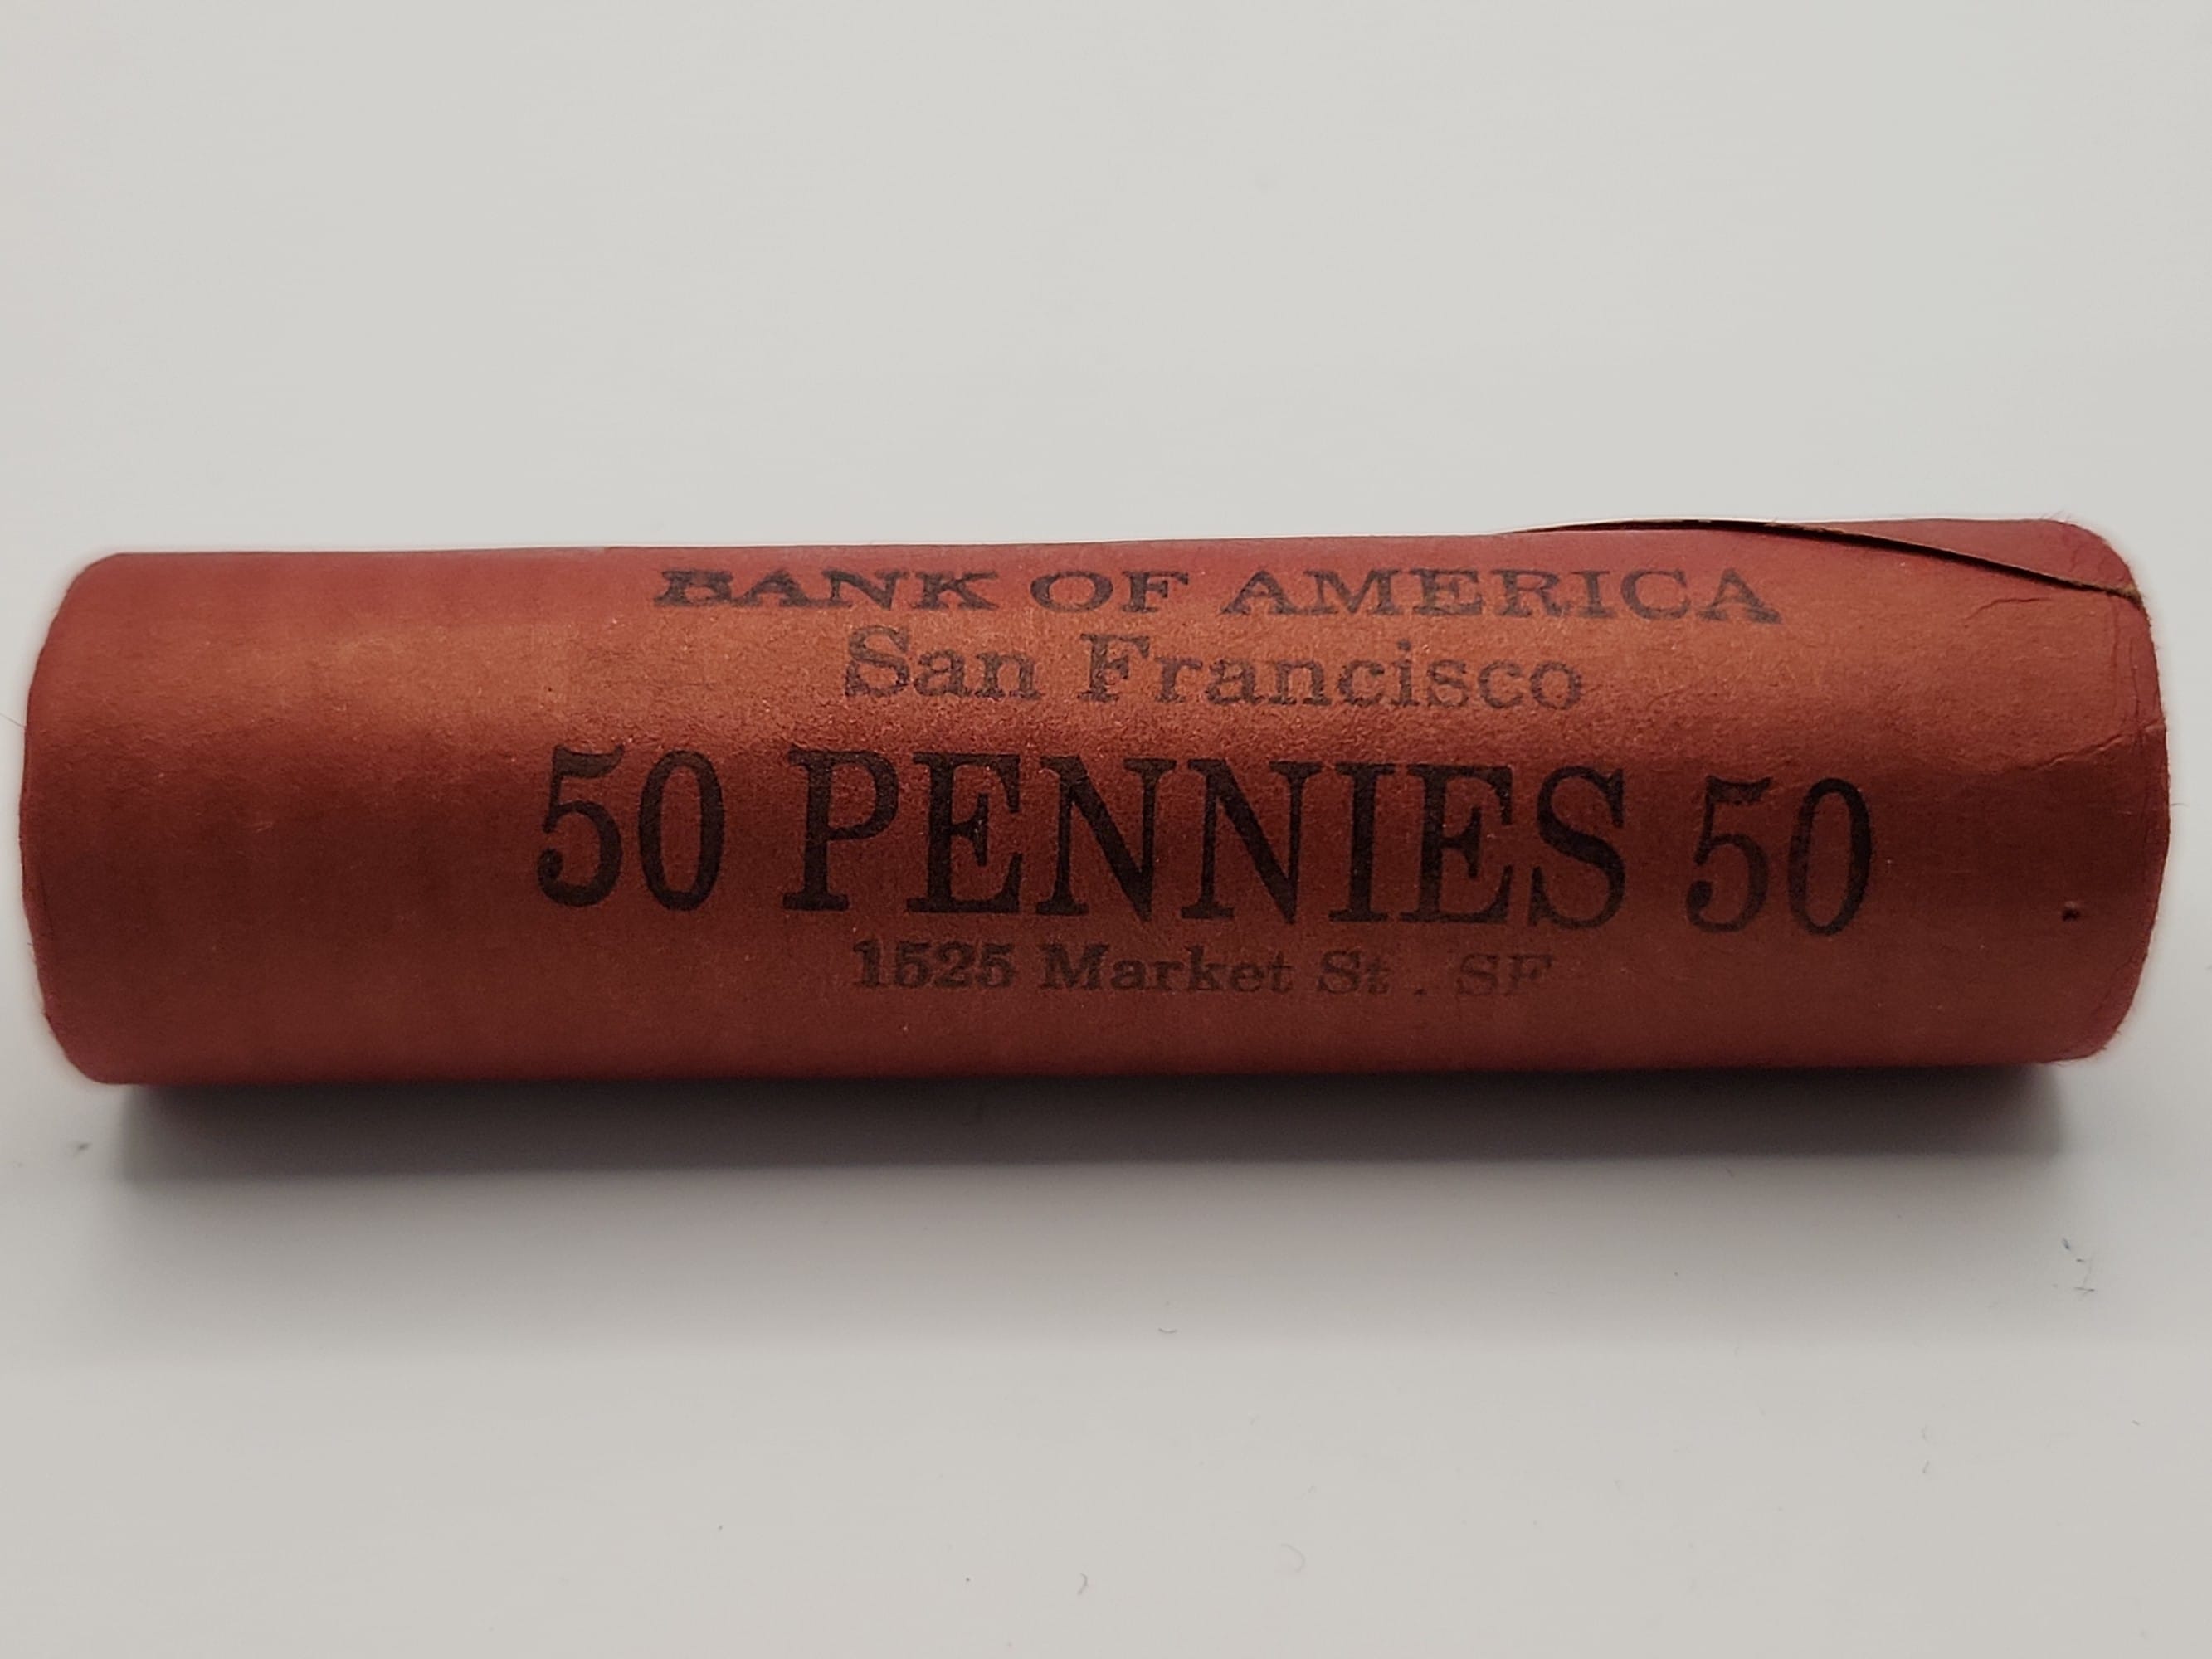 BANK OF AMERICA
San Francisco
50 PENNIES 50
1525 Market St . SF